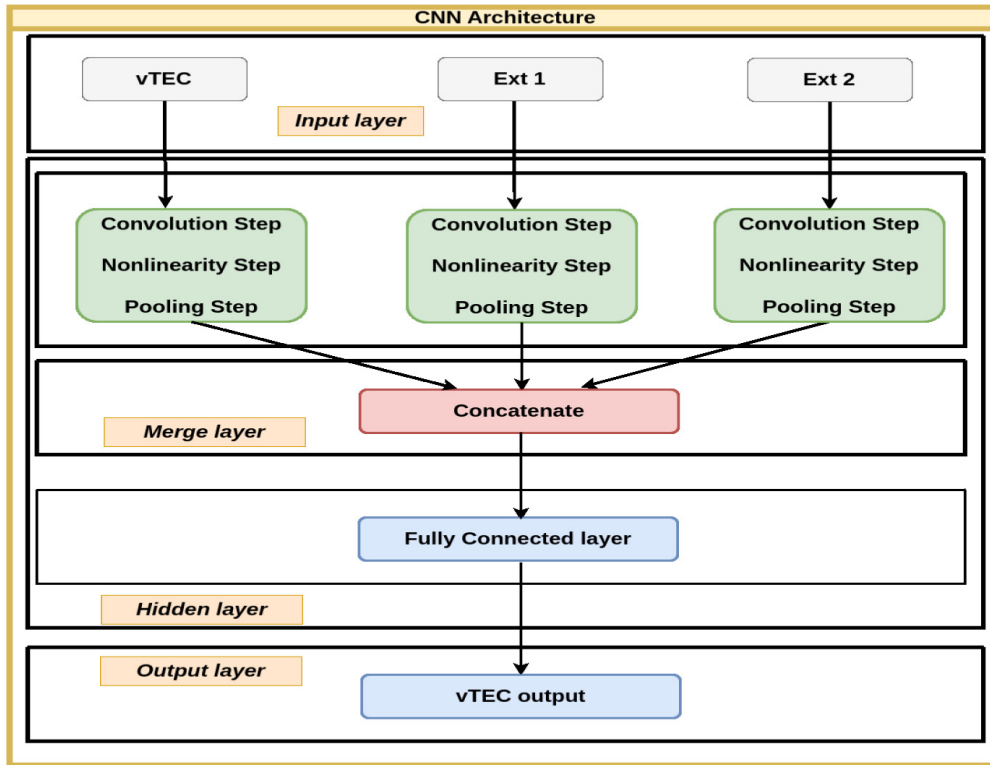 CNN Architecture
vTEC
Ext 1
Ext 2
Input layer
Convolution Step
Nonlinearity Step
Pooling Step
Convolution Step
Nonlinearity Step
Pooling Step
Convolution Step
Nonlinearity Step
Pooling Step
Concatenate
Merge layer
Fully Connected layer
Hidden layer
Output layer
vTEC output